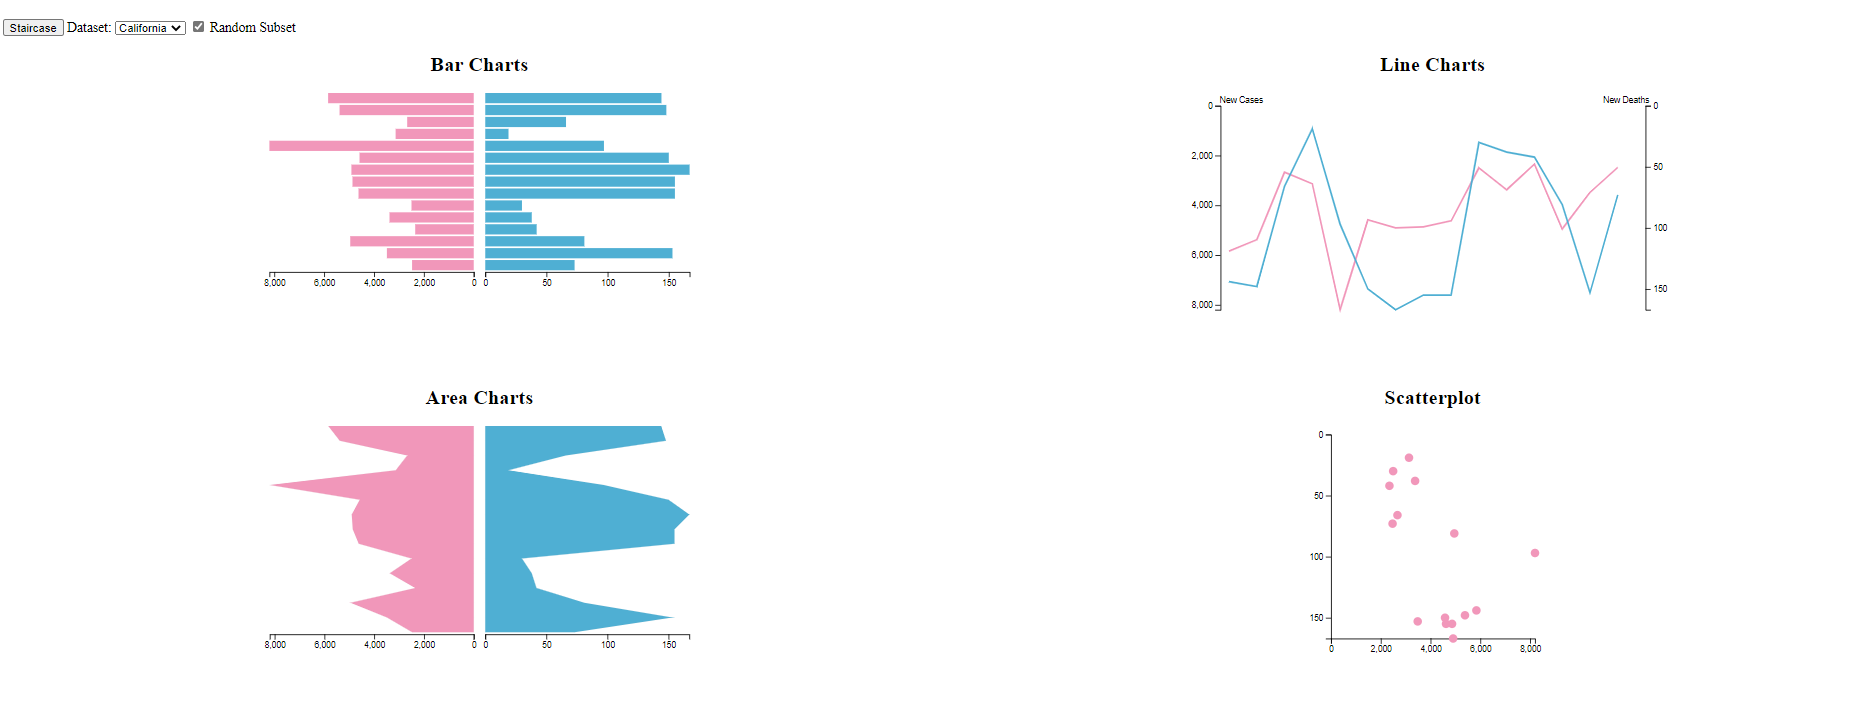 Staircase Dataset: California Random Subset
Bar Charts
8,000 6,000 4,000 2,000 0 0 50 100 150
Line Charts
New Cases New Deaths
0 0
2,000
50
4,000
100
6,000
150
8,000
Area Charts
8,000 6,000 4,000 2,000 0 0 50 100 150
Scatterplot
0
50
100
150
0 2,000 4,000 6,000 8,000